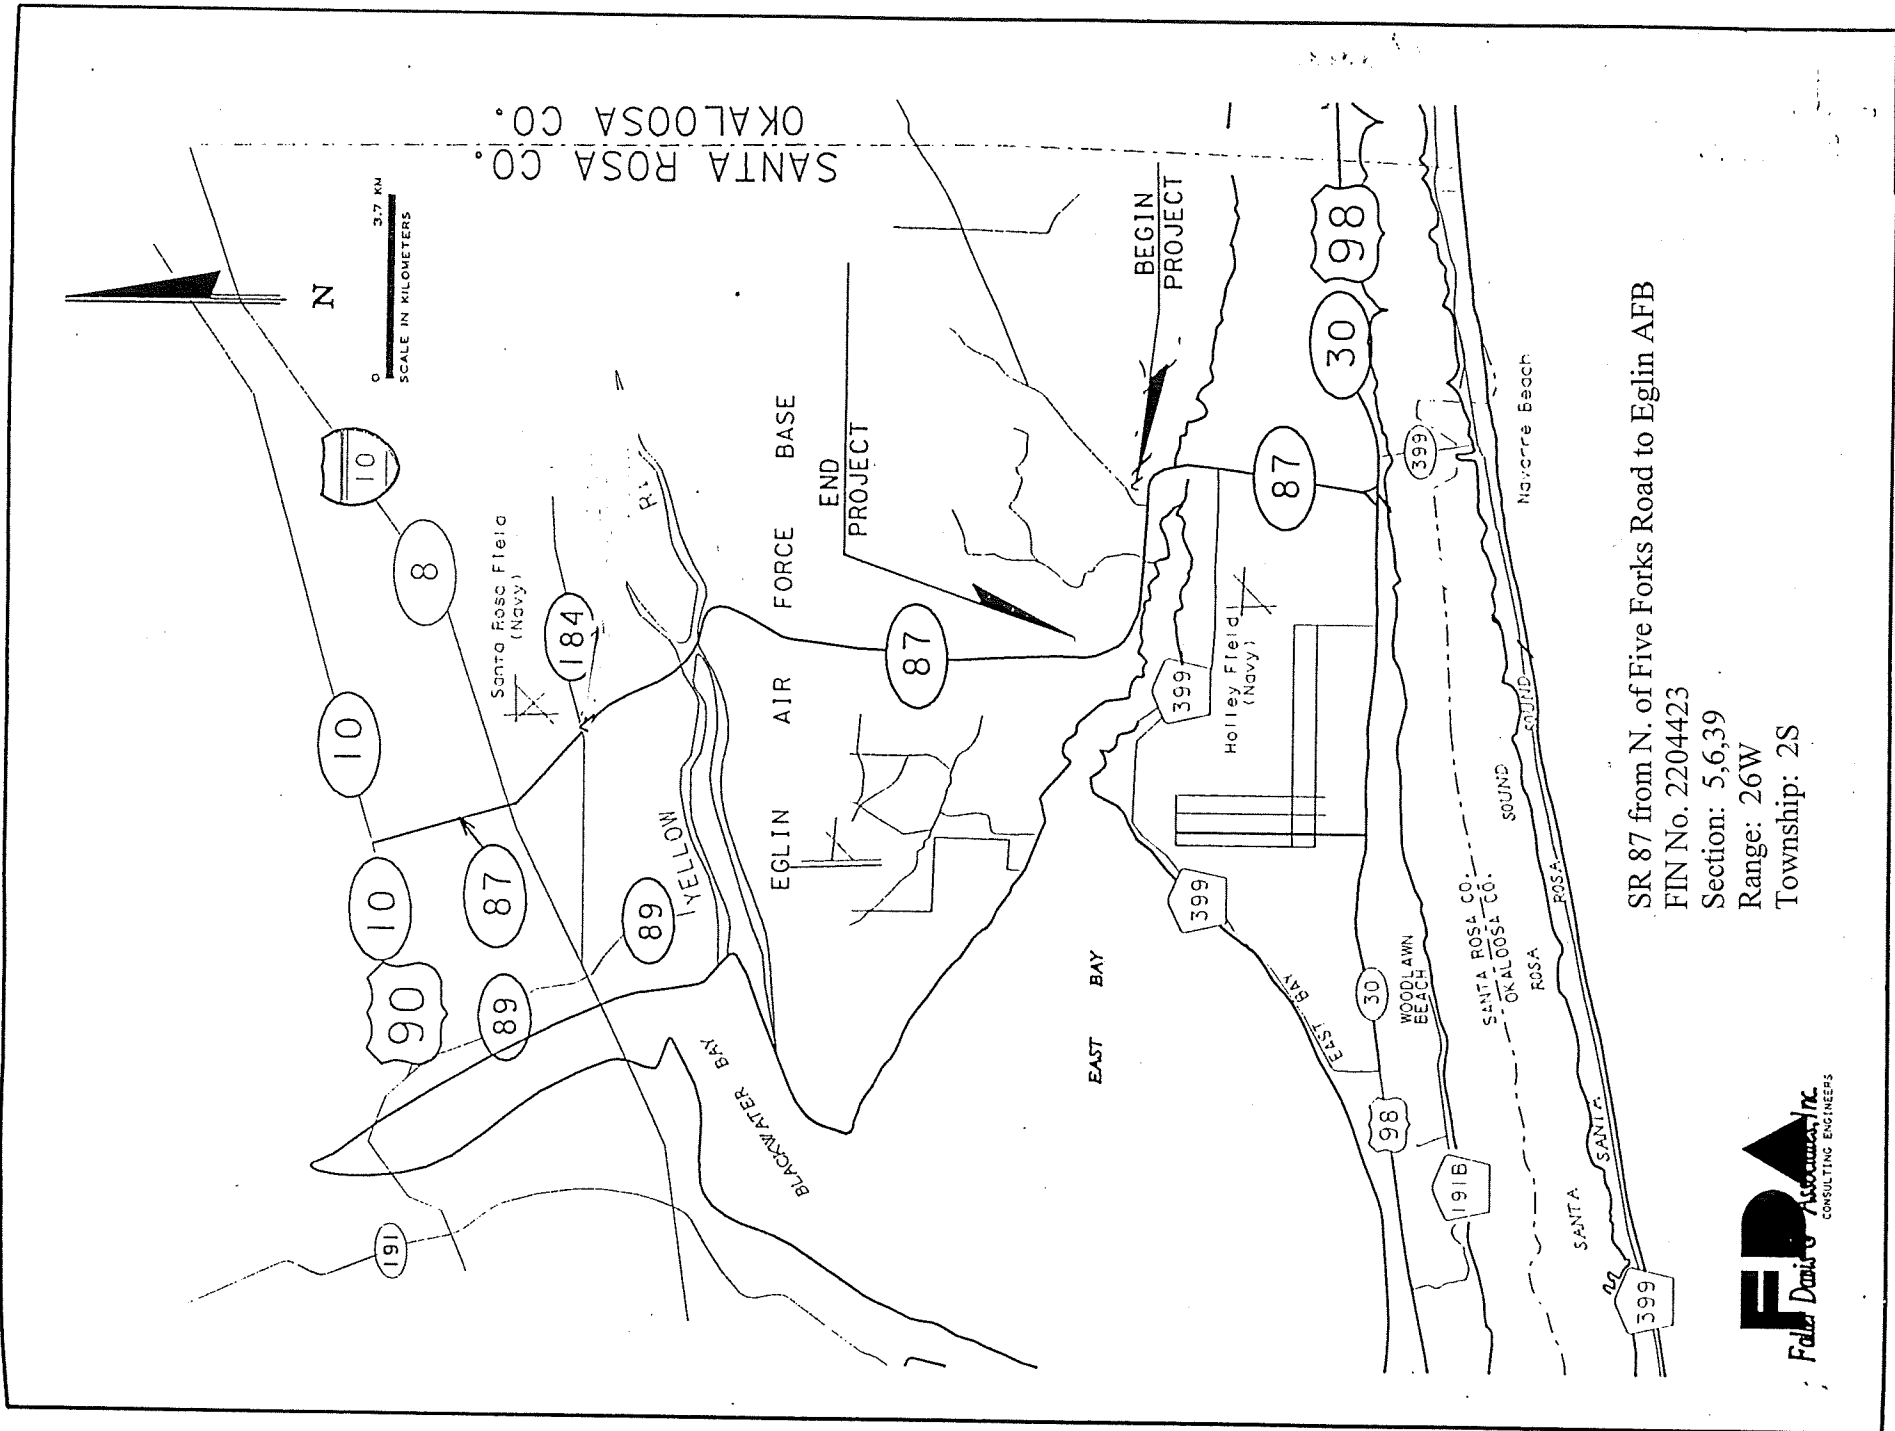 SANTA ROSA CO.
OKALOOSA CO.
N
0 3.7 KM
SCALE IN KILOMETERS
10
10
8
10
90
87
89
89
191
184
Santa Rosa Field
(Navy)
YELLOW
R.
BLACKWATER BAY
EGLIN AIR FORCE BASE
END
PROJECT
BEGIN
PROJECT
87
87
399
Holley Field
(Navy)
399
EAST BAY
EAST BAY
30
98
30
98
399
WOODLAWN
BEACH
191B
SANTA ROSA CO.
OKALOOSA CO.
SANTA ROSA SOUND
SANTA ROSA SOUND
Navarre Beach
399
SR 87 from N. of Five Forks Road to Eglin AFB
FIN No. 2204423
Section: 5,6,39
Range: 26W
Township: 2S
FDA
Davis & Associates, Inc.
CONSULTING ENGINEERS